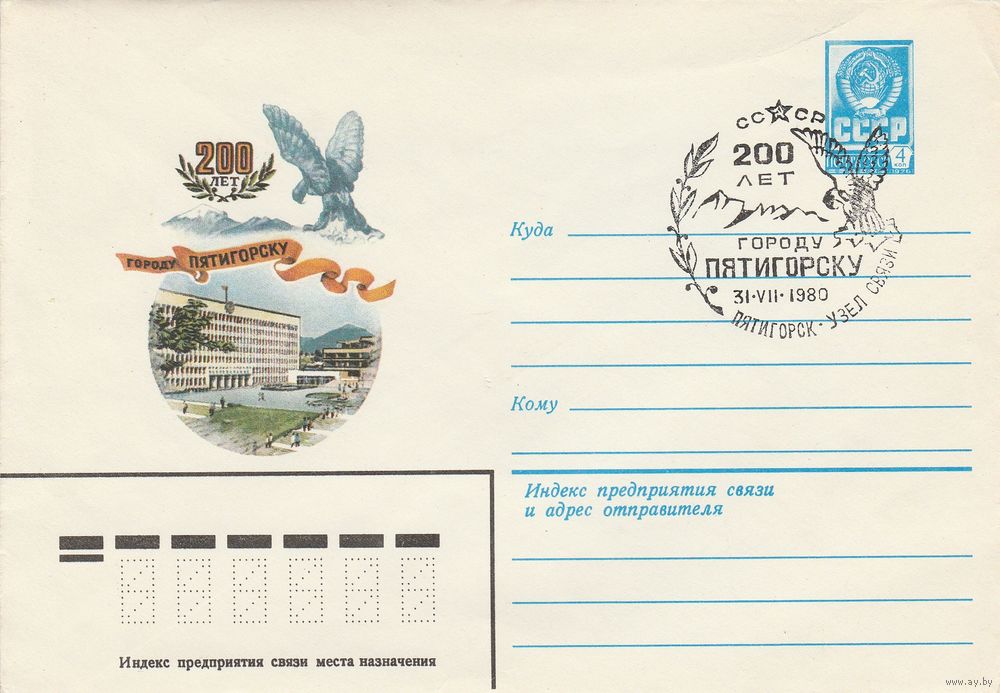 200
ЛЕТ
ГОРОДУ ПЯТИГОРСКУ
СССР
ПОЧТА
4
коп
1976
СССР
200
ЛЕТ
ГОРОДУ
ПЯТИГОРСКУ
31·VII·1980
ПЯТИГОРСК · УЗЕЛ СВЯЗИ
Куда
Кому
Индекс предприятия связи
и адрес отправителя
Индекс предприятия связи места назначения
www.ay.by